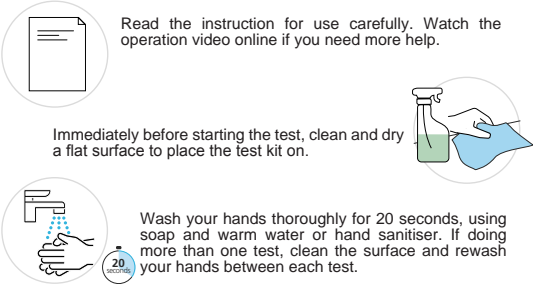 Read the instruction for use carefully. Watch the
operation video online if you need more help.
Immediately before starting the test, clean and dry
a flat surface to place the test kit on.
Wash your hands thoroughly for 20 seconds, using
soap and warm water or hand sanitiser. If doing
more than one test, clean the surface and rewash
your hands between each test.
20
seconds